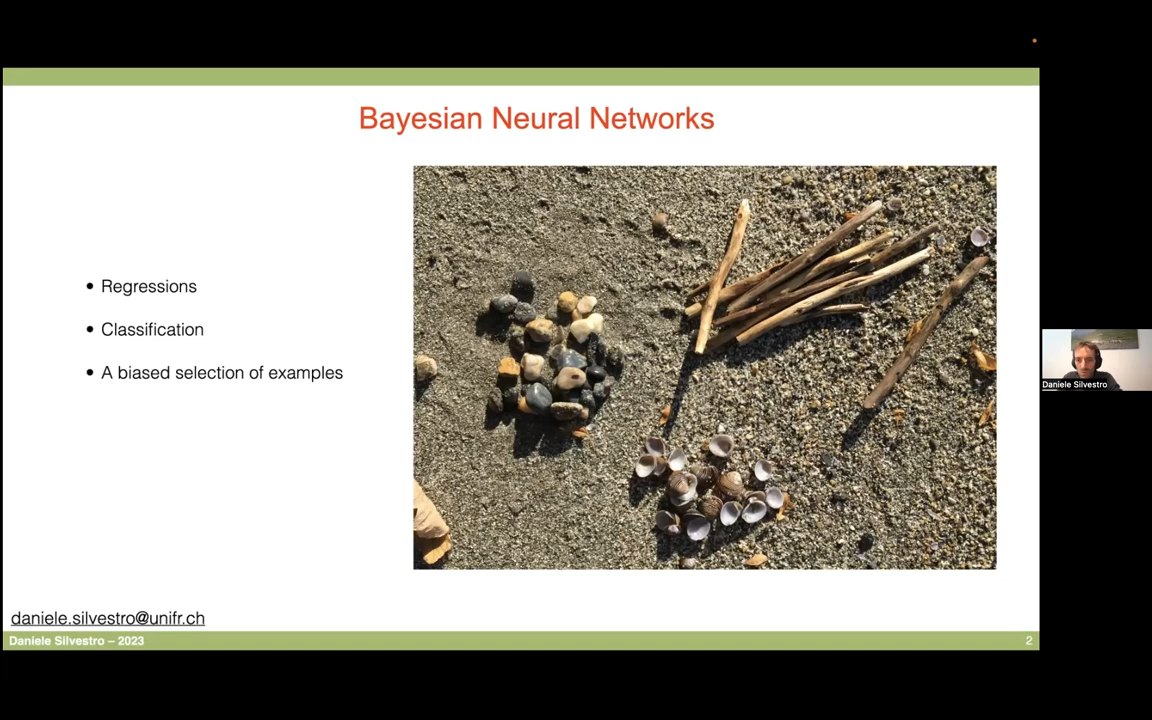 Bayesian Neural Networks
• Regressions
• Classification
• A biased selection of examples
daniele.silvestro@unifr.ch
Daniele Silvestro – 2023
2
Daniele Silvestro